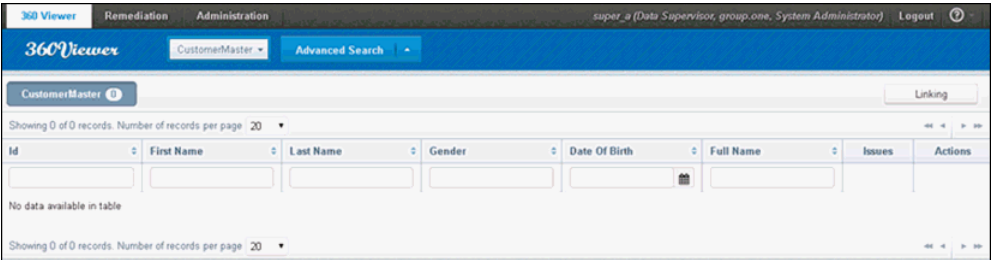 360 Viewer Remediation Administration super_a (Data Supervisor, group.one, System Administrator) Logout ?
360Viewer CustomerMaster Advanced Search
CustomerMaster 0 Linking
Showing 0 of 0 records. Number of records per page 20
Id First Name Last Name Gender Date Of Birth Full Name Issues Actions
No data available in table
Showing 0 of 0 records. Number of records per page 20